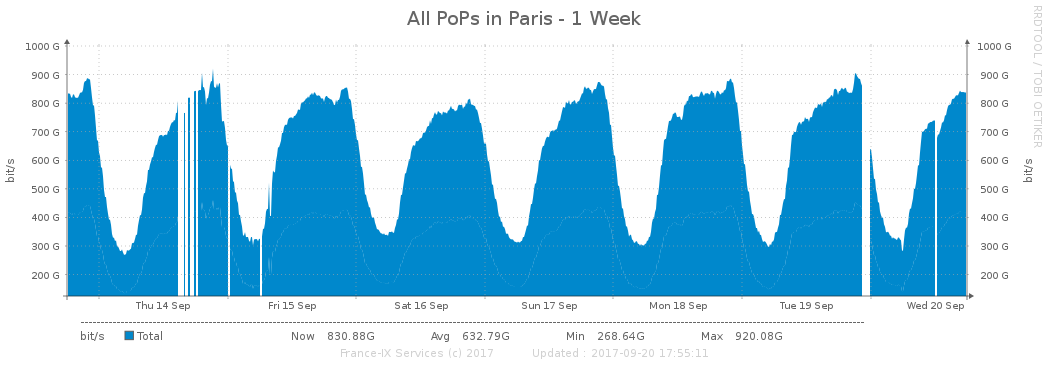 All PoPs in Paris - 1 Week
RRDTOOL / TOBI OETIKER
bit/s
1000 G
900 G
800 G
700 G
600 G
500 G
400 G
300 G
200 G
1000 G
900 G
800 G
700 G
600 G
500 G
400 G
300 G
200 G
bit/s
Thu 14 Sep Fri 15 Sep Sat 16 Sep Sun 17 Sep Mon 18 Sep Tue 19 Sep Wed 20 Sep
bit/s Total Now 830.88G Avg 632.79G Min 268.64G Max 920.08G
France-IX Services (c) 2017 Updated : 2017-09-20 17:55:11